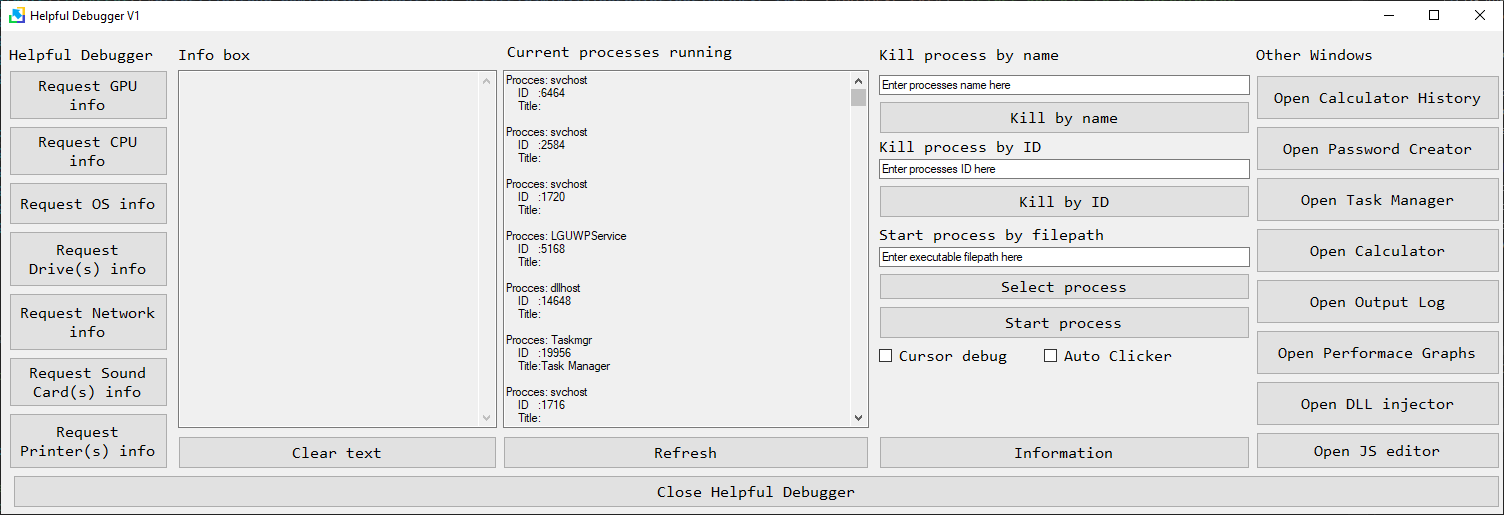 Helpful Debugger V1
Helpful Debugger
Request GPU
info
Request CPU
info
Request OS info
Request
Drive(s) info
Request Network
info
Request Sound
Card(s) info
Request
Printer(s) info
Info box
Clear text
Current processes running
Procces: svchost
ID :6464
Title:
Procces: svchost
ID :2584
Title:
Procces: svchost
ID :1720
Title:
Procces: LGUWPService
ID :5168
Title:
Procces: dllhost
ID :14648
Title:
Procces: Taskmgr
ID :19956
Title:Task Manager
Procces: svchost
ID :1716
Title:
Refresh
Kill process by name
Enter processes name here
Kill by name
Kill process by ID
Enter processes ID here
Kill by ID
Start process by filepath
Enter executable filepath here
Select process
Start process
Cursor debug
Auto Clicker
Information
Other Windows
Open Calculator History
Open Password Creator
Open Task Manager
Open Calculator
Open Output Log
Open Performace Graphs
Open DLL injector
Open JS editor
Close Helpful Debugger